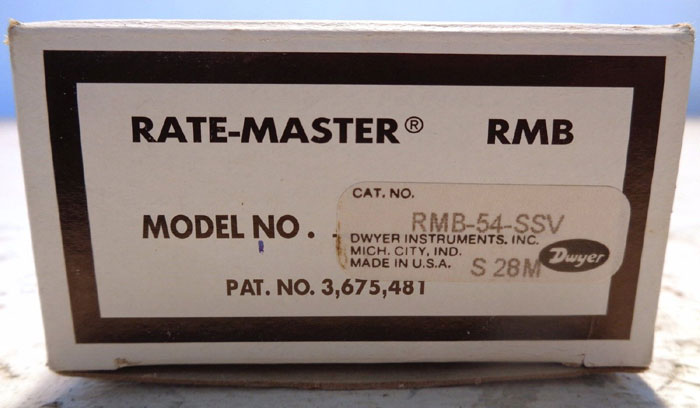 RATE-MASTER® RMB
CAT. NO.
MODEL NO. RMB-54-SSV
DWYER INSTRUMENTS, INC.
MICH. CITY, IND.
MADE IN U.S.A. S 28M Dwyer
PAT. NO. 3,675,481